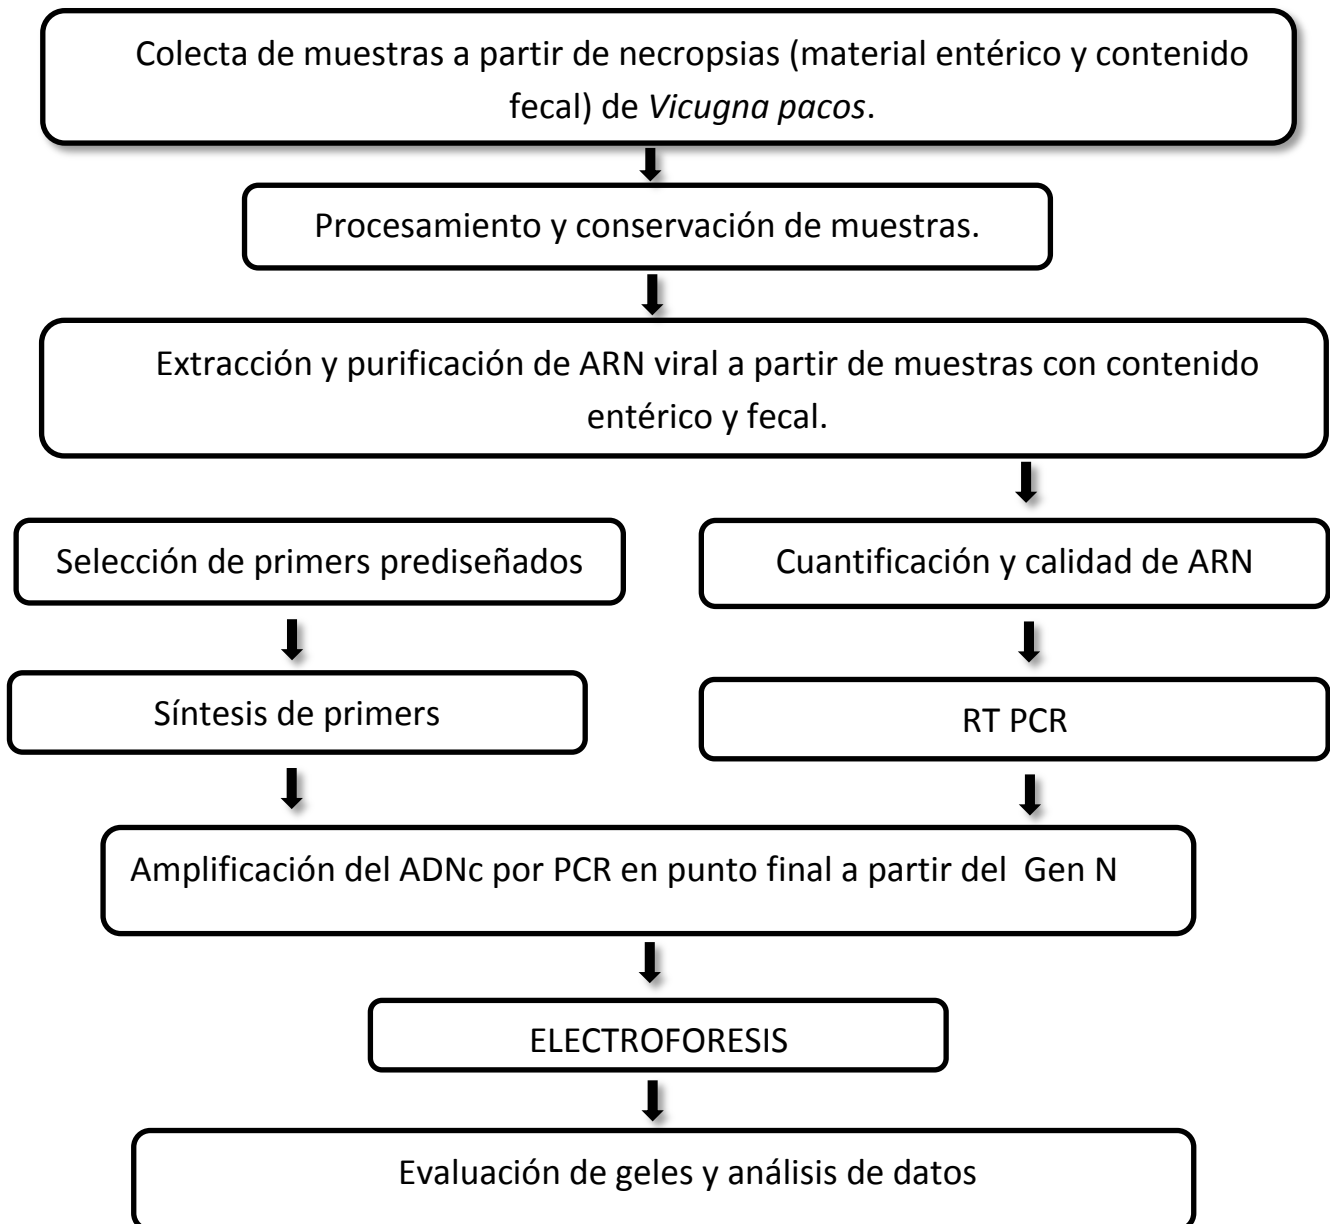 Colecta de muestras a partir de necropsias (material entérico y contenido
fecal) de Vicugna pacos.
Procesamiento y conservación de muestras.
Extracción y purificación de ARN viral a partir de muestras con contenido
entérico y fecal.
Selección de primers prediseñados
Cuantificación y calidad de ARN
Síntesis de primers
RT PCR
Amplificación del ADNc por PCR en punto final a partir del Gen N
ELECTROFORESIS
Evaluación de geles y análisis de datos